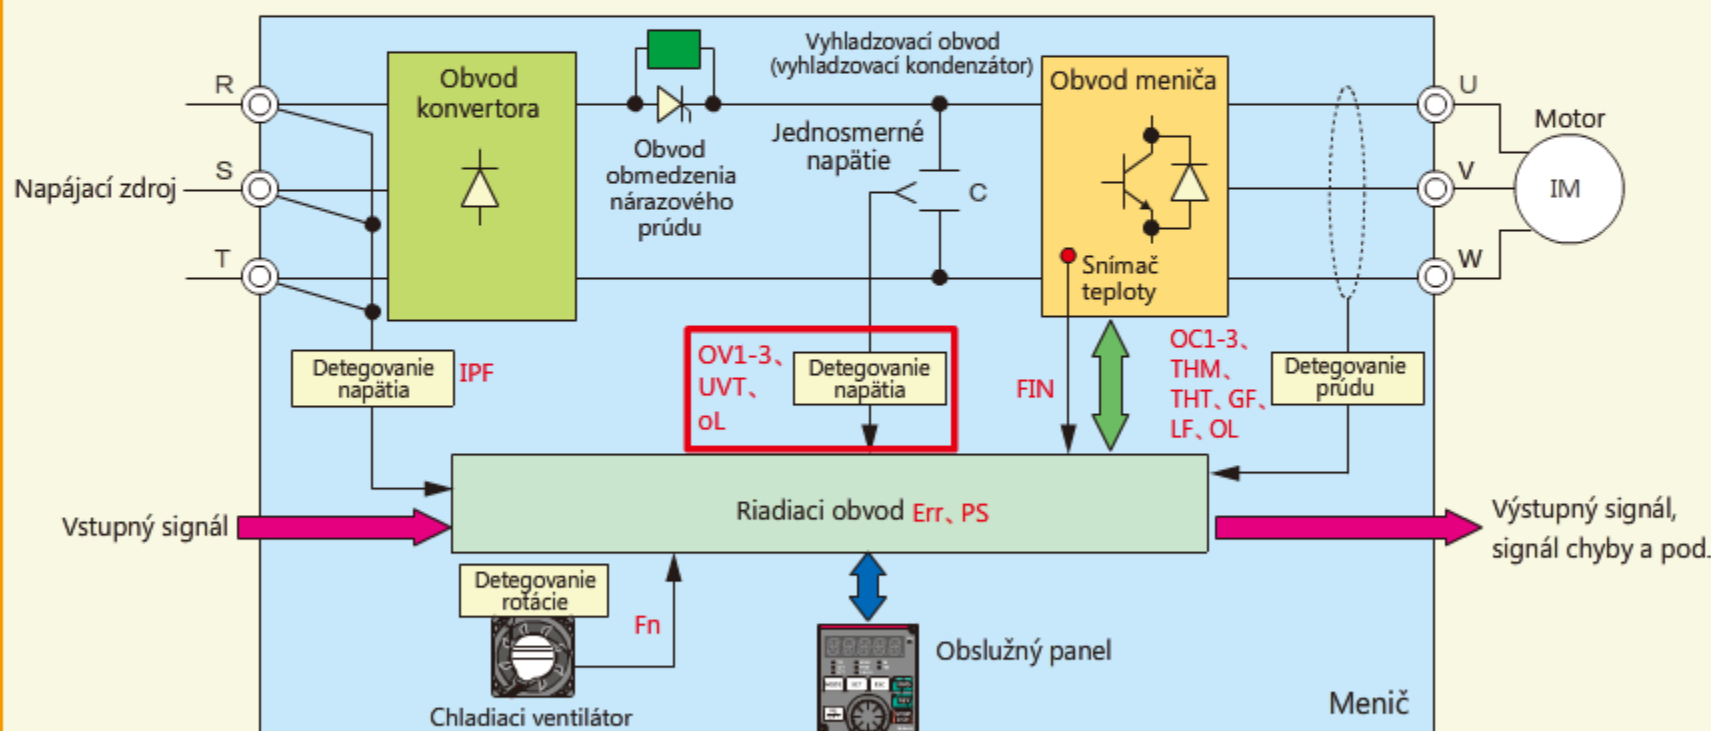 Vyhladzovací obvod
(vyhladzovací kondenzátor)
Obvod
konvertora
Obvod meniča
R
U
Motor
Jednosmerné
napätie
Obvod
obmedzenia
nárazového
prúdu
Napájací zdroj
S
C
V
IM
T
W
Snímač
teploty
Detegovanie
napätia
IPF
OV1-3、
UVT、
oL
Detegovanie
napätia
FIN
OC1-3、
THM、
THT、GF、
LF、OL
Detegovanie
prúdu
Vstupný signál
Riadiaci obvod Err、PS
Výstupný signál,
signál chyby a pod.
Detegovanie
rotácie
Fn
Obslužný panel
Chladiaci ventilátor
Menič